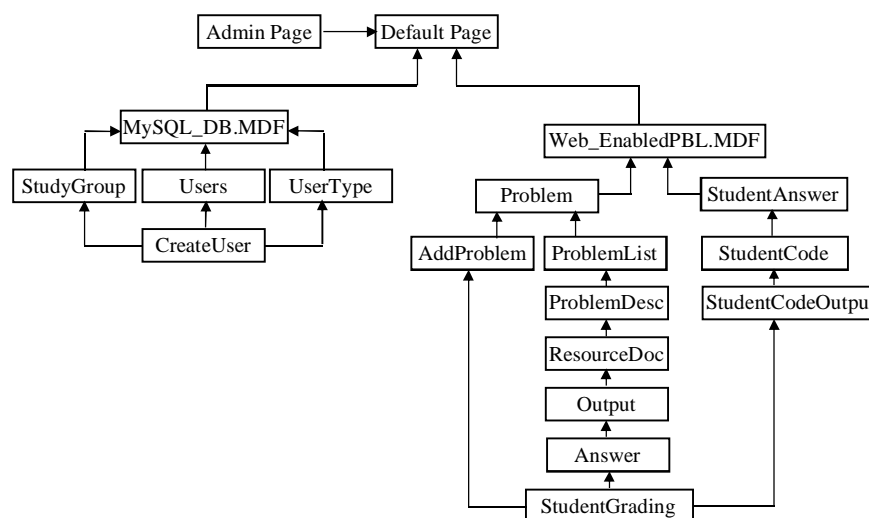 Admin Page
Default Page
MySQL_DB.MDF
Web_EnabledPBL.MDF
StudyGroup
Users
UserType
Problem
StudentAnswer
CreateUser
AddProblem
ProblemList
StudentCode
ProblemDesc
StudentCodeOutpu
ResourceDoc
Output
Answer
StudentGrading